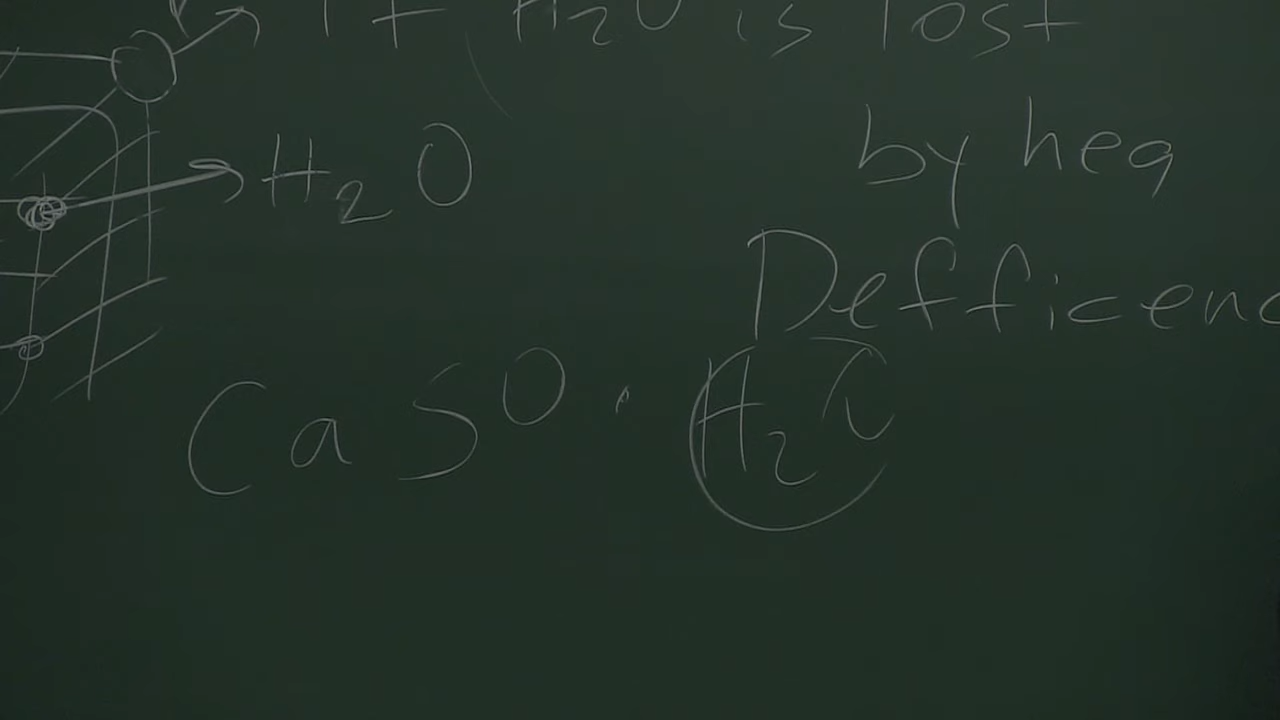 If H2O is lost
by hea
H2O
Defficenc
CaSO · H2O